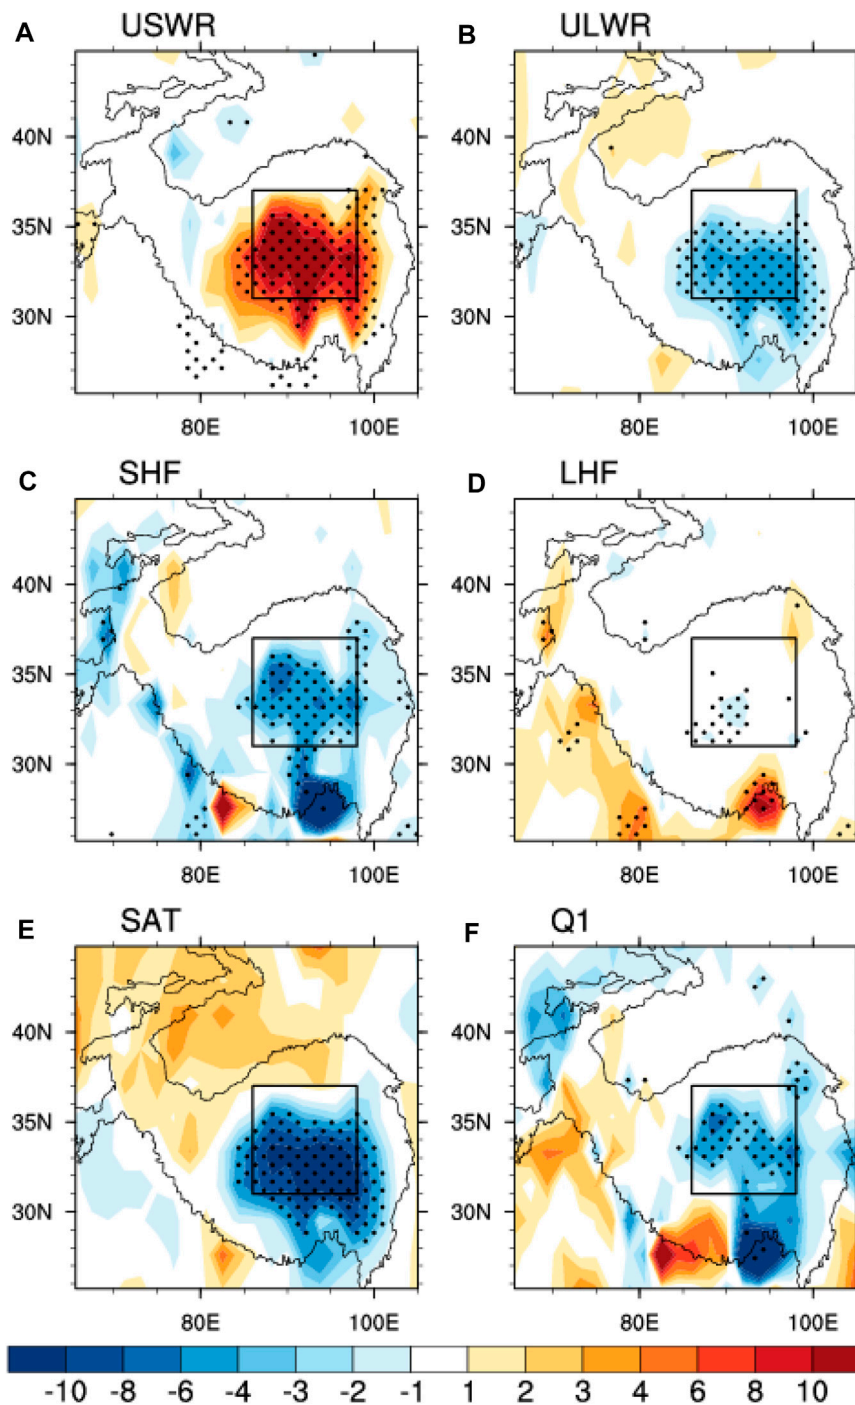 A USWR B ULWR
40N 40N
35N 35N
30N 30N
80E 100E 80E 100E
C SHF D LHF
40N 40N
35N 35N
30N 30N
80E 100E 80E 100E
E SAT F Q1
40N 40N
35N 35N
30N 30N
80E 100E 80E 100E
-10 -8 -6 -4 -3 -2 -1 1 2 3 4 6 8 10